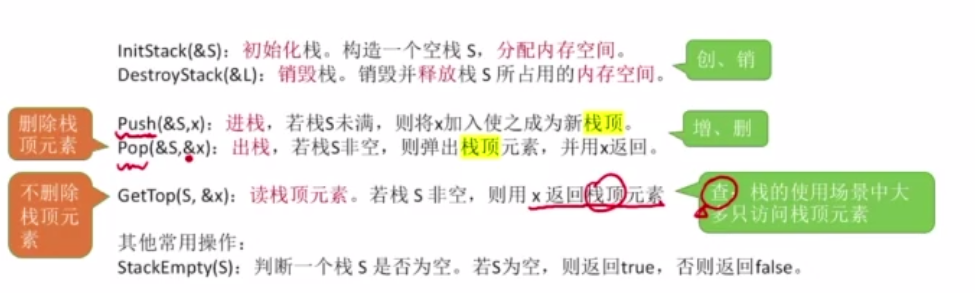 InitStack(&S)：初始化栈。构造一个空栈 S，分配内存空间。
DestroyStack(&L)：销毁栈。销毁并释放栈 S 所占用的内存空间。
创、销
删除栈
顶元素
Push(&S,x)：进栈，若栈S未满，则将x加入使之成为新栈顶。
Pop(&S,&x)：出栈，若栈S非空，则弹出栈顶元素，并用x返回。
增、删
不删除
栈顶元
素
GetTop(S, &x)：读栈顶元素。若栈 S 非空，则用 x 返回栈顶元素
查：栈的使用场景中大
多只访问栈顶元素
其他常用操作：
StackEmpty(S)：判断一个栈 S 是否为空。若S为空，则返回true，否则返回false。